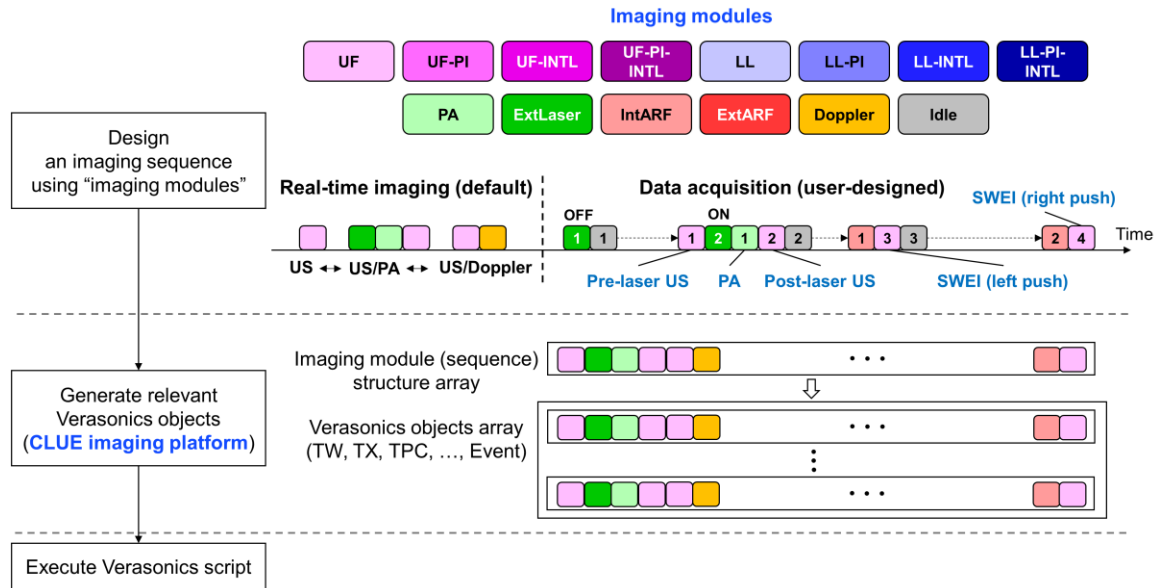 Imaging modules
UF
UF-PI
UF-INTL
UF-PI-
INTL
LL
LL-PI
LL-INTL
LL-PI-
INTL
PA
ExtLaser
IntARF
ExtARF
Doppler
Idle
Design
an imaging sequence
using “imaging modules”
Real-time imaging (default)
Data acquisition (user-designed)
SWEI (right push)
OFF
ON
1 1 1 2 1 2 2 1 3 3 2 4
Time
US
US/PA
US/Doppler
Pre-laser US
PA
Post-laser US
SWEI (left push)
Imaging module (sequence)
structure array
Generate relevant
Verasonics objects
(CLUE imaging platform)
Verasonics objects array
(TW, TX, TPC, …, Event)
Execute Verasonics script